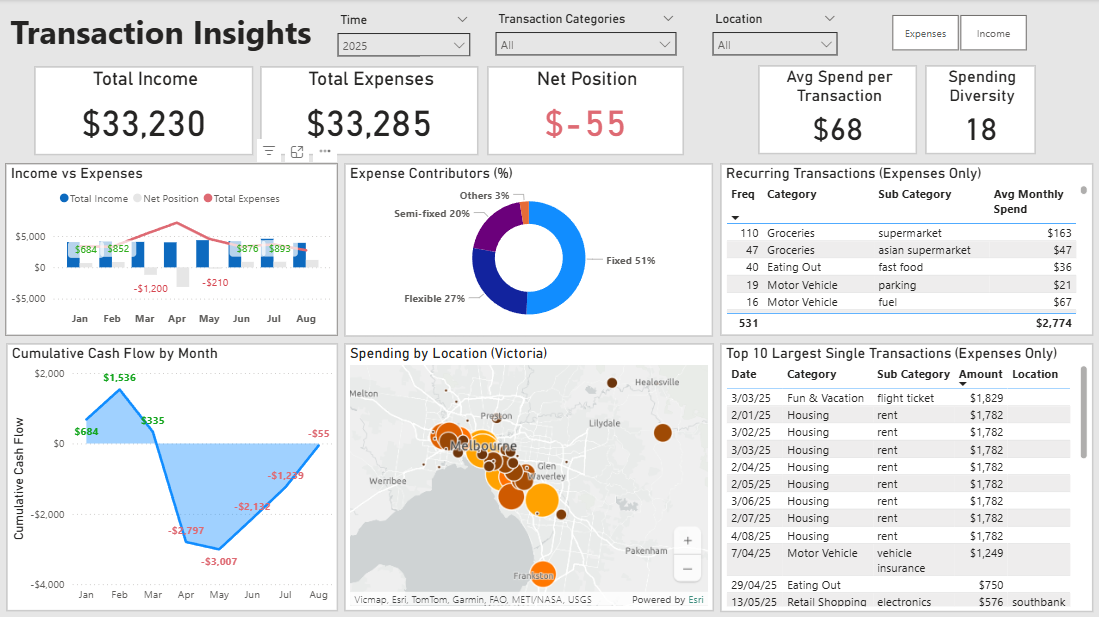 Transaction Insights
Time
2025
Transaction Categories
All
Location
All
Expenses
Income
Total Income
$33,230
Total Expenses
$33,285
Net Position
$-55
Avg Spend per
Transaction
$68
Spending
Diversity
18
Income vs Expenses
Total Income Net Position Total Expenses
$5,000
$0
-$5,000
$684 $852 $876 $893
-$1,200 -$210
Jan Feb Mar Apr May Jun Jul Aug
Expense Contributors (%)
Others 3%
Semi-fixed 20%
Fixed 51%
Flexible 27%
Recurring Transactions (Expenses Only)
Freq Category Sub Category Avg Monthly
Spend
110 Groceries supermarket $163
47 Groceries asian supermarket $47
40 Eating Out fast food $36
19 Motor Vehicle parking $21
16 Motor Vehicle fuel $67
531 $2,774
Cumulative Cash Flow by Month
Cumulative Cash Flow
$2,000
$0
-$2,000
-$4,000
$684
$1,536
$335
-$2,797
-$3,007
-$2,132
-$1,239
-$55
Jan Feb Mar Apr May Jun Jul Aug
Spending by Location (Victoria)
Melton
Healesville
Preston
Lilydale
Melbourne
Glen
Waverley
Werribee
Pakenham
Frankston
+
−
Vicmap, Esri, TomTom, Garmin, FAO, METI/NASA, USGS Powered by Esri
Top 10 Largest Single Transactions (Expenses Only)
Date Category Sub Category Amount Location
3/03/25 Fun & Vacation flight ticket $1,829
2/01/25 Housing rent $1,782
3/02/25 Housing rent $1,782
3/03/25 Housing rent $1,782
2/04/25 Housing rent $1,782
2/05/25 Housing rent $1,782
3/06/25 Housing rent $1,782
2/07/25 Housing rent $1,782
4/08/25 Housing rent $1,782
7/04/25 Motor Vehicle vehicle $1,249
insurance
29/04/25 Eating Out $750
13/05/25 Retail Shopping electronics $576 southbank